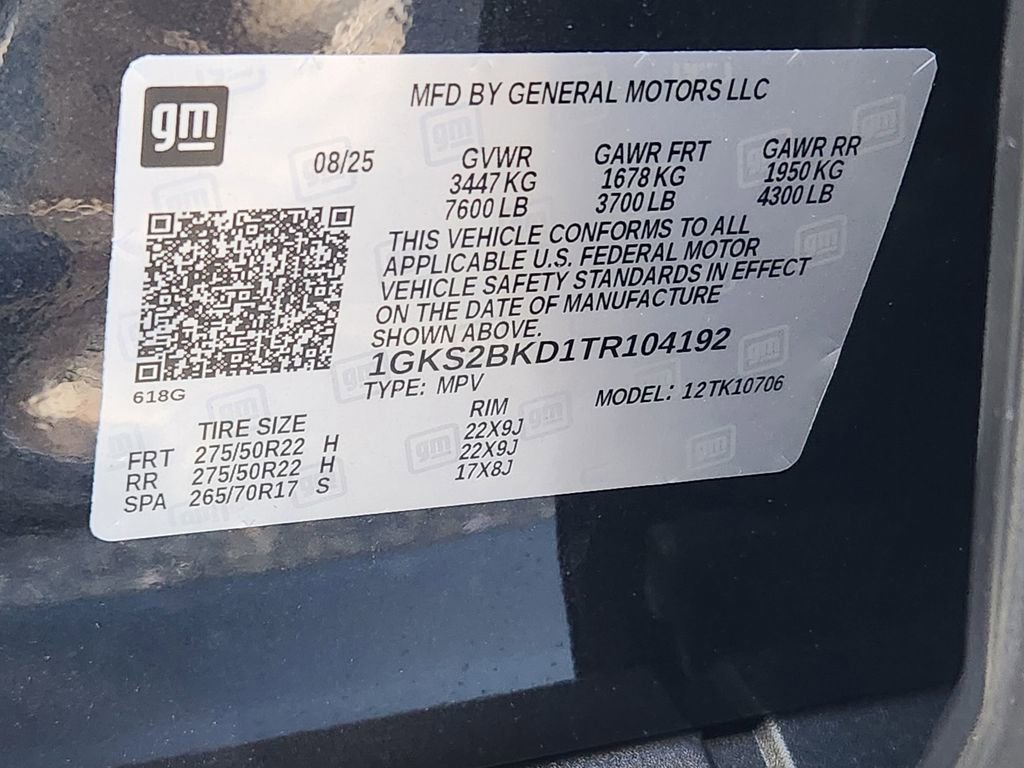 gm
MFD BY GENERAL MOTORS LLC
08/25
GVWR GAWR FRT GAWR RR
3447 KG 1678 KG 1950 KG
7600 LB 3700 LB 4300 LB
THIS VEHICLE CONFORMS TO ALL
APPLICABLE U.S. FEDERAL MOTOR
VEHICLE SAFETY STANDARDS IN EFFECT
ON THE DATE OF MANUFACTURE
SHOWN ABOVE.
1GKS2BKD1TR104192
TYPE: MPV MODEL: 12TK10706
618G
TIRE SIZE RIM
FRT 275/50R22 H 22X9J
RR 275/50R22 H 22X9J
SPA 265/70R17 S 17X8J